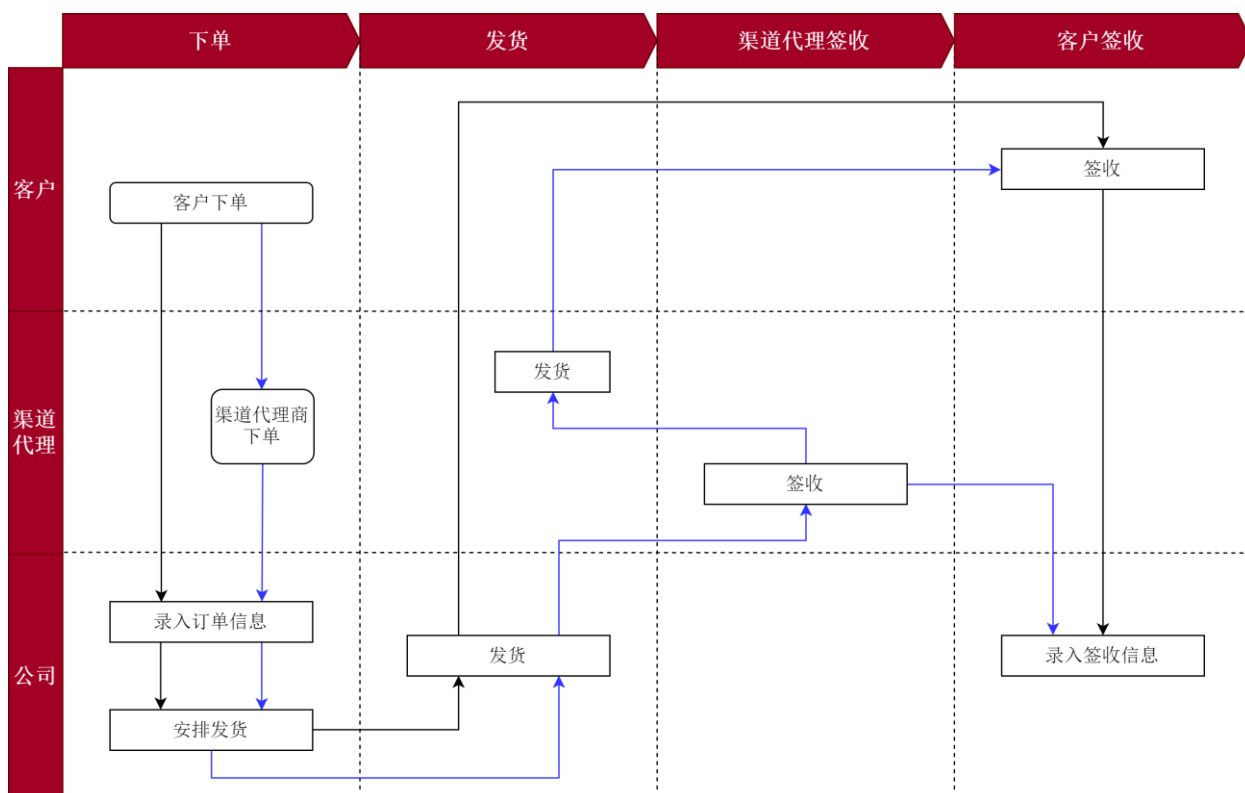 下单
发货
渠道代理签收
客户签收
客户
签收
客户下单
渠道
代理
发货
渠道代理商
下单
签收
公司
录入订单信息
发货
录入签收信息
安排发货